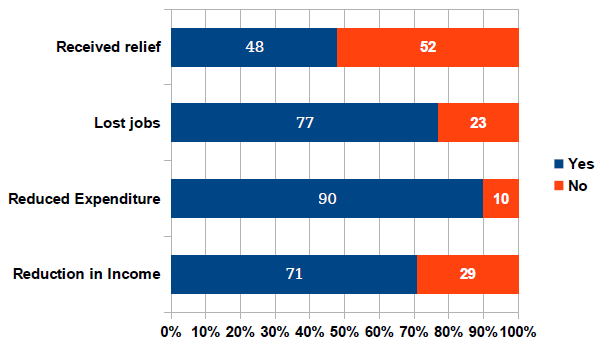 Received relief 48 52
Lost jobs 77 23
Reduced Expenditure 90 10
Reduction in Income 71 29
0% 10% 20% 30% 40% 50% 60% 70% 80% 90% 100%
Yes
No